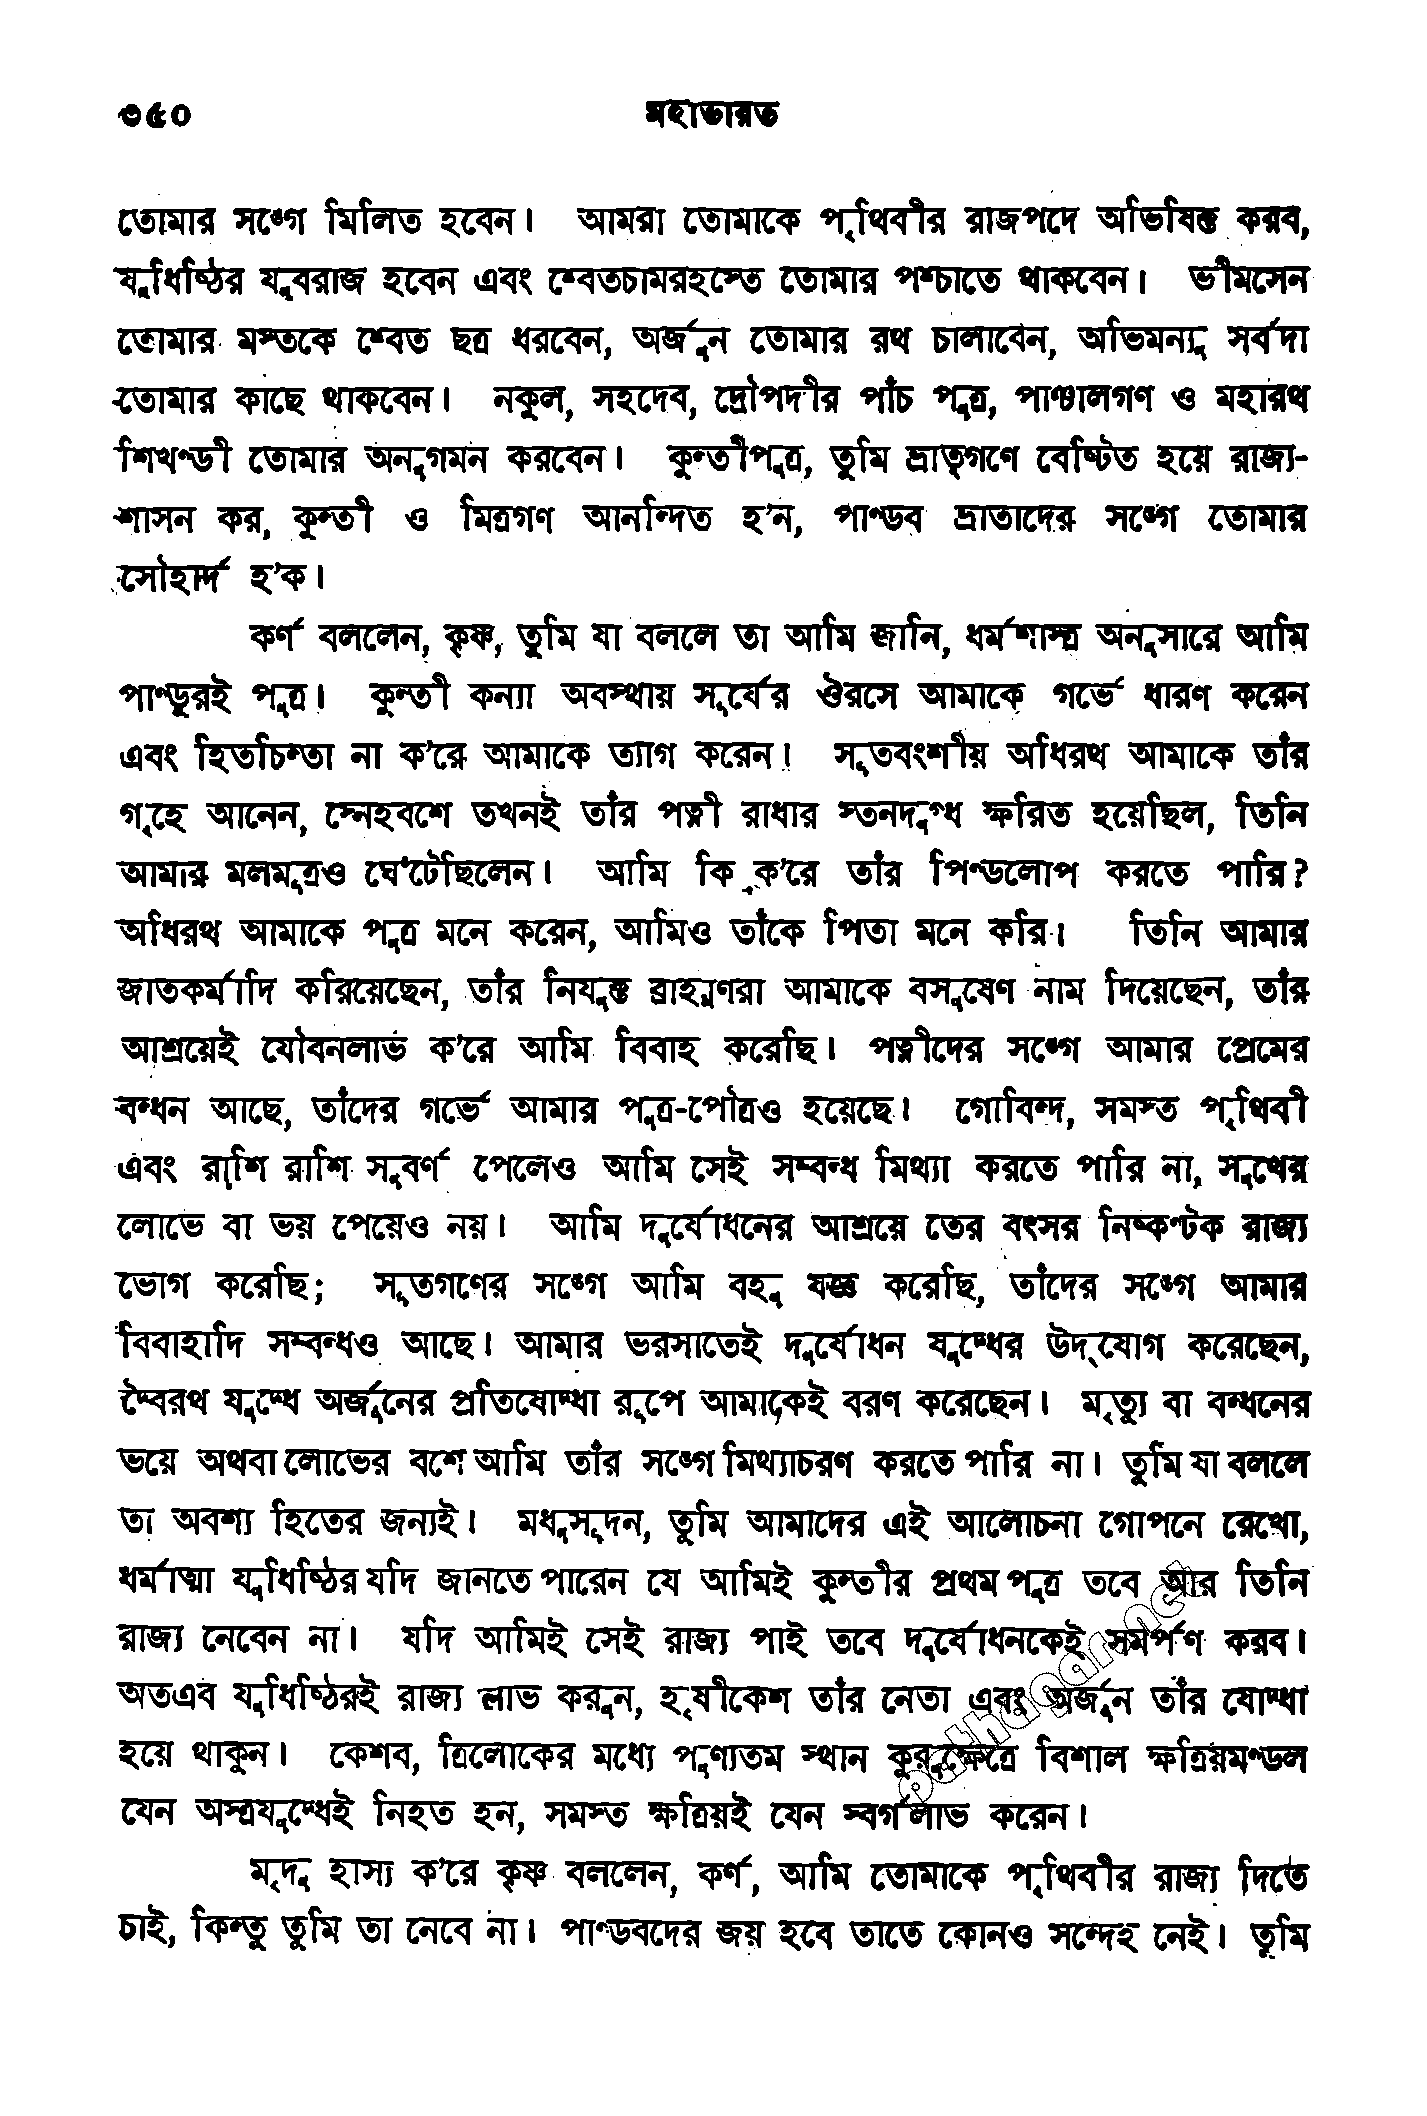 ৩৫০ মহাভারত
তোমার সঙ্গে মিলিত হবেন। আমরা তোমাকে পৃথিবীর রাজপদে অভিষিক্ত করব,
যুধিষ্ঠির যুবরাজ হবেন এবং শ্বেতচামরহস্তে তোমার পশ্চাতে থাকবেন। ভীমসেন
তোমার মস্তকে শ্বেত ছত্র ধরবেন, অর্জুন তোমার রথ চালাবেন, অভিমন্যু সর্বদা
তোমার কাছে থাকবেন। নকুল, সহদেব, দ্রৌপদীর পাঁচ পুত্র, পাঞ্চালগণ ও মহারথ
শিখণ্ডী তোমার অনুগমন করবেন। কুন্তীপুত্র, তুমি ভ্রাতৃগণে বেষ্টিত হয়ে রাজ্য-
শাসন কর, কুন্তী ও মিত্রগণ আনন্দিত হ'ন, পাণ্ডব ভ্রাতাদের সঙ্গে তোমার
সৌহার্দ হ'ক।
কর্ণ বললেন, কৃষ্ণ, তুমি যা বললে তা আমি জানি, ধর্মশাস্ত্র অনুসারে আমি
পাণ্ডুরই পুত্র। কুন্তী কন্যা অবস্থায় সূর্যের ঔরসে আমাকে গর্ভে ধারণ করেন
এবং হিতচিন্তা না ক'রে আমাকে ত্যাগ করেন। সূতবংশীয় অধিরথ আমাকে তাঁর
গৃহে আনেন, স্নেহবশে তখনই তাঁর পত্নী রাধার স্তনদুগ্ধ ক্ষরিত হয়েছিল, তিনি
আমার মলমূত্রও ঘেঁটেছিলেন। আমি কি ক'রে তাঁর পিণ্ডলোপ করতে পারি?
অধিরথ আমাকে পুত্র মনে করেন, আমিও তাঁকে পিতা মনে করি। তিনি আমার
জাতকর্মাদি করিয়েছেন, তাঁর নিযুক্ত ব্রাহ্মণরা আমাকে বসুষেণ নাম দিয়েছেন, তাঁর
আশ্রয়েই যৌবনলাভ ক'রে আমি বিবাহ করেছি। পত্নীদের সঙ্গে আমার প্রেমের
বন্ধন আছে, তাঁদের গর্ভে আমার পুত্র-পৌত্রও হয়েছে। গোবিন্দ, সমস্ত পৃথিবী
এবং রাশি রাশি সুবর্ণ পেলেও আমি সেই সম্বন্ধ মিথ্যা করতে পারি না, সুখের
লোভে বা ভয় পেয়েও নয়। আমি দুর্যোধনের আশ্রয়ে তের বৎসর নিষ্কণ্টক রাজ্য
ভোগ করেছি; সূতগণের সঙ্গে আমি বহু যজ্ঞ করেছি, তাঁদের সঙ্গে আমার
বিবাহাদি সম্বন্ধও আছে। আমার ভরসাতেই দুর্যোধন যুদ্ধের উদ্‌যোগ করেছেন,
দ্বৈরথ যুদ্ধে অর্জুনের প্রতিযোদ্ধা রূপে আমাকেই বরণ করেছেন। মৃত্যু বা বন্ধনের
ভয়ে অথবা লোভের বশে আমি তাঁর সঙ্গে মিথ্যাচরণ করতে পারি না। তুমি যা বললে
তা অবশ্য হিতের জন্যই। মধুসূদন, তুমি আমাদের এই আলোচনা গোপনে রেখো,
ধর্মাত্মা যুধিষ্ঠির যদি জানতে পারেন যে আমিই কুন্তীর প্রথম পুত্র তবে আর তিনি
রাজ্য নেবেন না। যদি আমিই সেই রাজ্য পাই তবে দুর্যোধনকেই সমর্পণ করব।
অতএব যুধিষ্ঠিরই রাজ্য লাভ করুন, হৃষীকেশ তাঁর নেতা এবং অর্জুন তাঁর যোদ্ধা
হয়ে থাকুন। কেশব, ত্রিলোকের মধ্যে পুণ্যতম স্থান কুরুক্ষেত্রে বিশাল ক্ষত্রিয়মণ্ডল
যেন অস্ত্রযুদ্ধেই নিহত হন, সমস্ত ক্ষত্রিয়ই যেন স্বর্গলাভ করেন।
মৃদু হাস্য ক'রে কৃষ্ণ বললেন, কর্ণ, আমি তোমাকে পৃথিবীর রাজ্য দিতে
চাই, কিন্তু তুমি তা নেবে না। পাণ্ডবদের জয় হবে তাতে কোনও সন্দেহ নেই। তুমি
pathagar.net